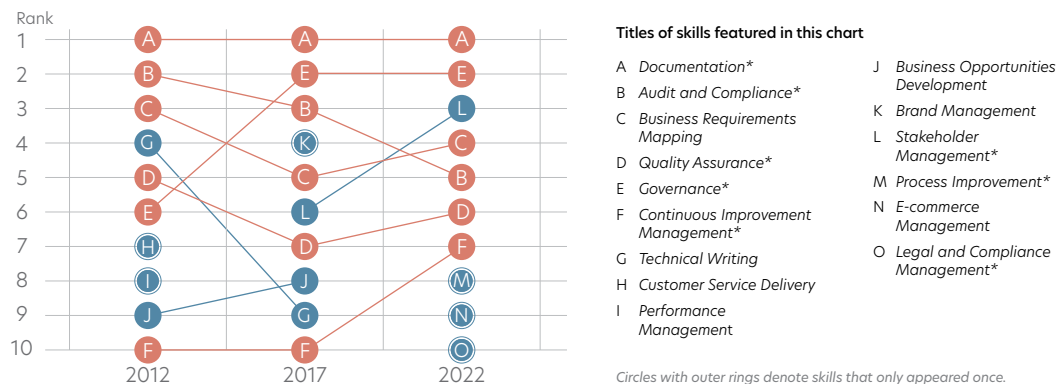 Rank
1 A A A
2 B E E
3 C B L
4 G K C
5 D C B
6 E L D
7 H D F
8 I J M
9 J G N
10 F F O
2012 2017 2022
Titles of skills featured in this chart
A Documentation*
B Audit and Compliance*
C Business Requirements
Mapping
D Quality Assurance*
E Governance*
F Continuous Improvement
Management*
G Technical Writing
H Customer Service Delivery
I Performance
Management
J Business Opportunities
Development
K Brand Management
L Stakeholder
Management*
M Process Improvement*
N E-commerce
Management
O Legal and Compliance
Management*
Circles with outer rings denote skills that only appeared once.